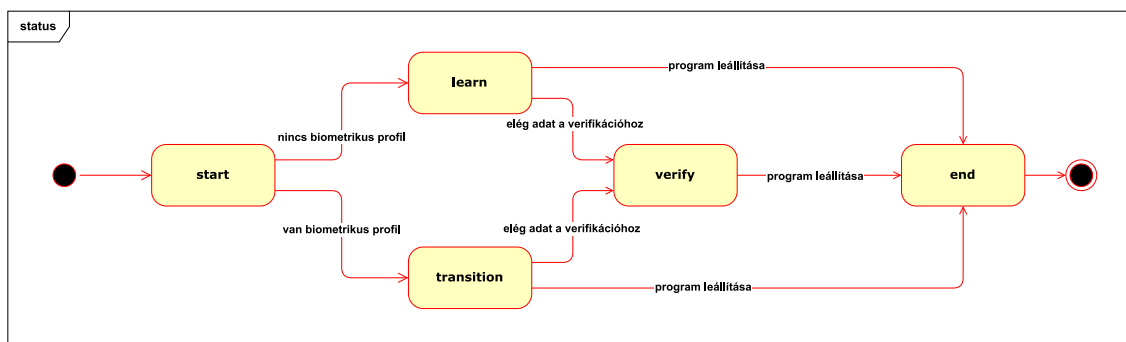 status
learn
program leállítása
elég adat a verifikációhoz
nincs biometrikus profil
start
verify
program leállítása
end
van biometrikus profil
elég adat a verifikációhoz
transition
program leállítása